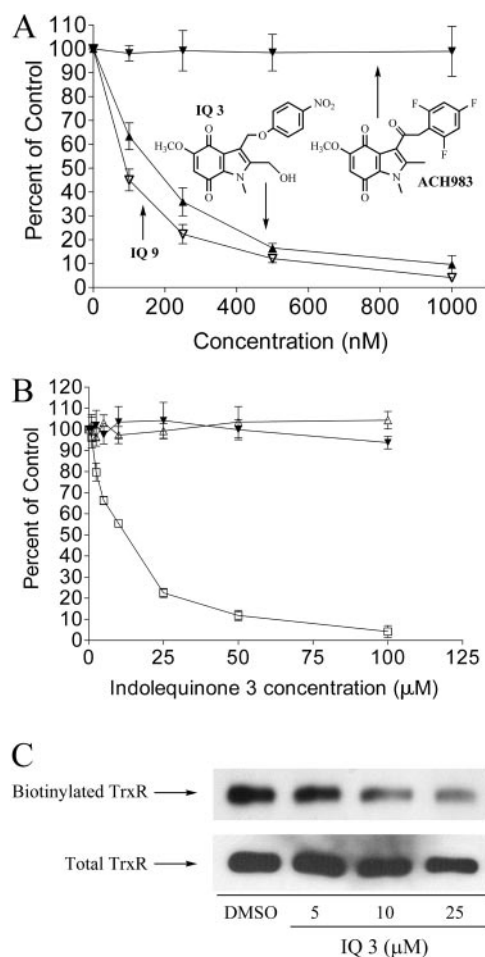 A
Percent of Control
110
100
90
80
70
60
50
40
30
20
10
0
0
200
400
600
800
1000
Concentration (nM)
IQ 3
NO₂
O
O
H₃CO
O
N
OH
IQ 9
F
F
O
O
H₃CO
F
O
N
ACH983
B
Percent of Control
120
110
100
90
80
70
60
50
40
30
20
10
0
0
25
50
75
100
125
Indolequinone 3 concentration (μM)
C
Biotinylated TrxR
Total TrxR
DMSO 5 10 25
IQ 3 (μM)